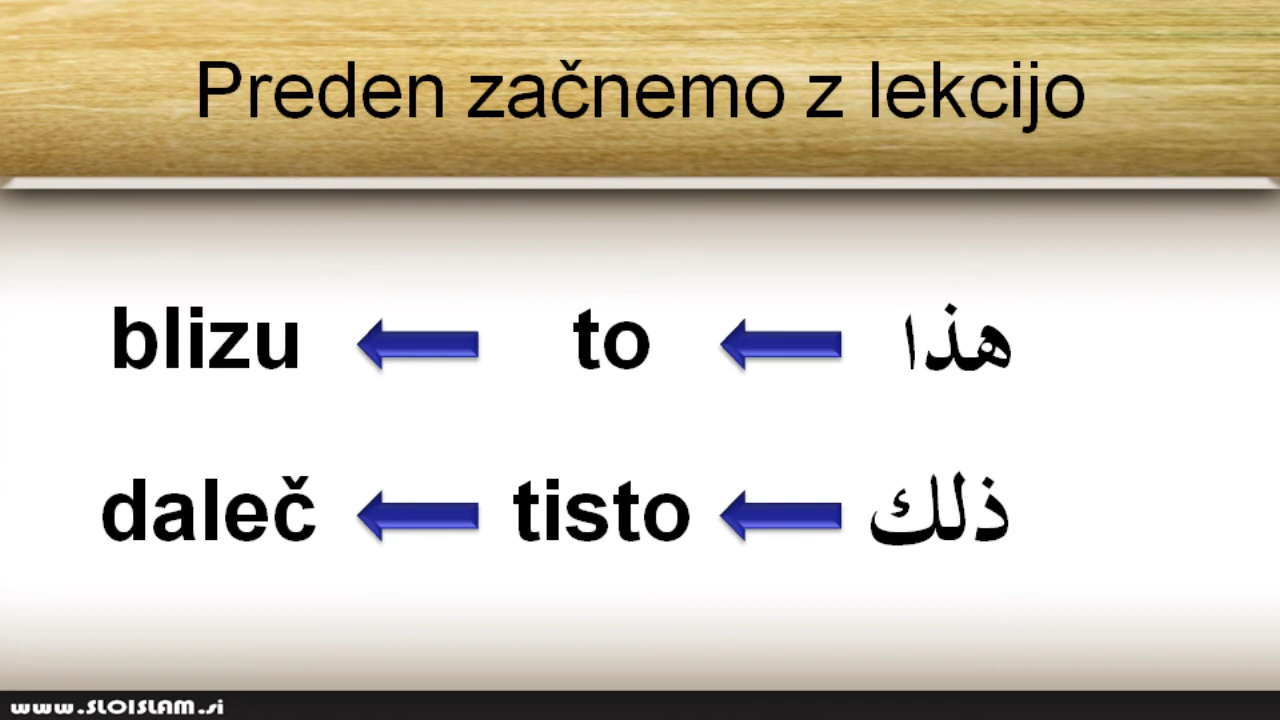 Preden začnemo z lekcijo
هذا to blizu
ذلك tisto daleč
www.SLOISLAM.si